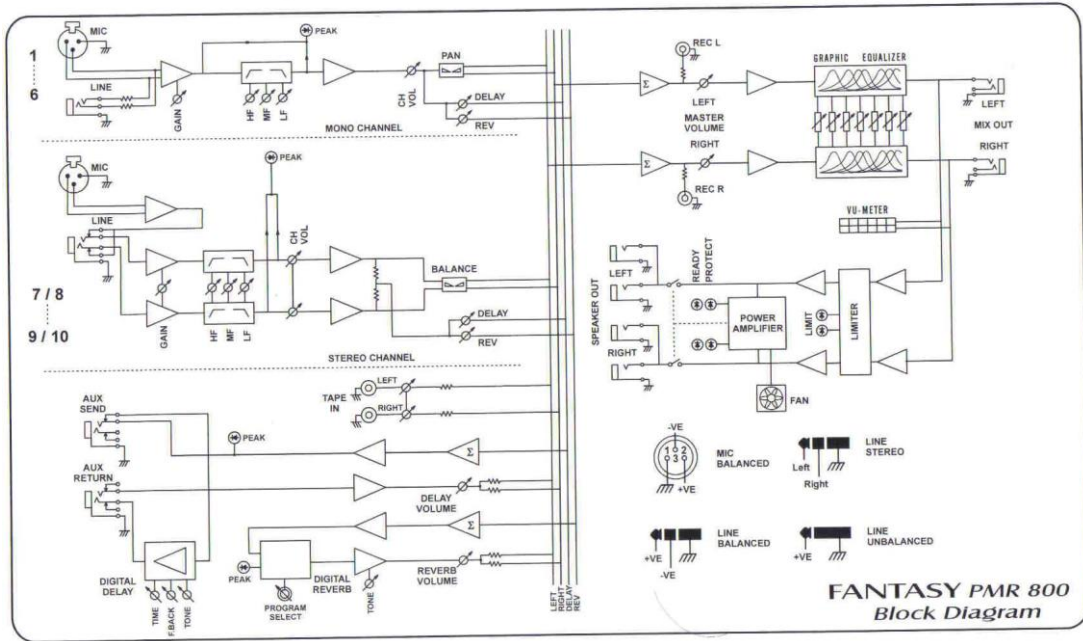 1
6
MIC
LINE
GAIN
HF
MF
LF
PEAK
CH VOL
PAN
DELAY
REV
MONO CHANNEL
7 / 8
9 / 10
MIC
LINE
GAIN
HF
MF
LF
PEAK
CH VOL
BALANCE
DELAY
REV
STEREO CHANNEL
TAPE IN
LEFT
RIGHT
AUX SEND
PEAK
Σ
AUX RETURN
DELAY VOLUME
Σ
DIGITAL DELAY
TIME
F.BACK
TONE
PEAK
PROGRAM SELECT
DIGITAL REVERB
TONE
REVERB VOLUME
LEFT
RIGHT
DELAY
REV
REC L
Σ
LEFT
MASTER VOLUME
RIGHT
Σ
REC R
GRAPHIC EQUALIZER
LEFT
MIX OUT
RIGHT
VU-METER
SPEAKER OUT
LEFT
RIGHT
READY
PROTECT
POWER AMPLIFIER
LIMIT
LIMITER
FAN
-VE
1 2
3
+VE
MIC BALANCED
Left
Right
LINE STEREO
+VE
-VE
LINE BALANCED
+VE
LINE UNBALANCED
FANTASY PMR 800
Block Diagram